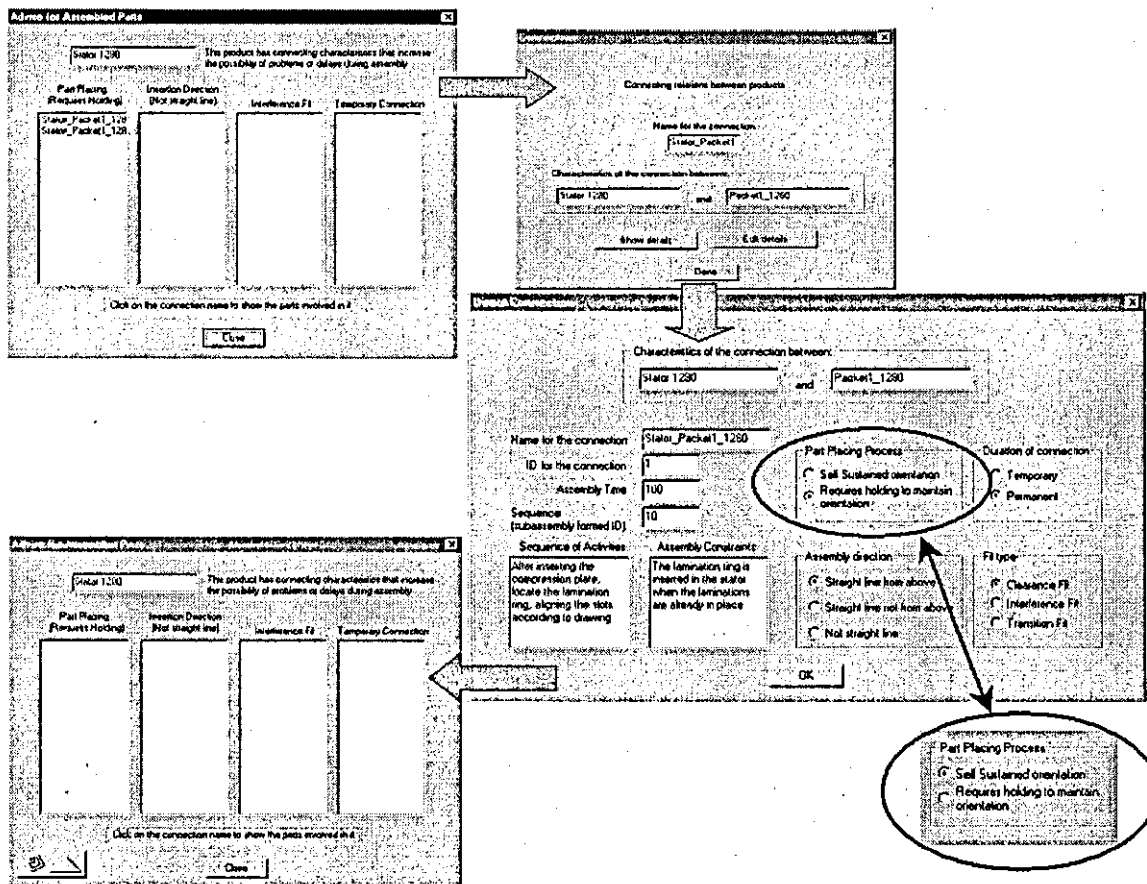 Advise for Assembled Parts
Stator 1280
This product has connecting characteristics that increase
the possibility of problems or delays during assembly
Part Placing
(Request Holding)
Insertion Direction
(Not straight line)
Interference Fit
Temporary Connection
Stator_Packet1_128
Stator_Packet1_128
Click on the connection name to show the parts involved in it
Close
Connecting relations between products
Name for the connection
Stator_Packet1
Characteristics of the connection between:
Stator 1280
and
Packet1_1280
Show details
Edit details
Done
Characteristics of the connection between:
Stator 1280
and
Packet1_1280
Name for the connection
Stator_Packet1_1280
ID for the connection
1
Assembly Time
100
Sequence
(subassembly formed ID)
10
Part Placing Process
Self Sustained orientation
Requires holding to maintain
orientation
Duration of connection
Temporary
Permanent
Sequence of Activities
After inserting the
compression plate,
locate the lamination
ring, aligning the slots
according to drawing
Assembly Constraints
The lamination ring is
inserted in the stator
when the laminations
are already in place
Assembly direction
Straight line from above
Straight line not from above
Not straight line
Fit type
Clearance Fit
Interference Fit
Transition Fit
OK
Stator 1280
This product has connecting characteristics that increase
the possibility of problems or delays during assembly
Part Placing
(Request Holding)
Insertion Direction
(Not straight line)
Interference Fit
Temporary Connection
Click on the connection name to show the parts involved in it
Close
Part Placing Process
Self Sustained orientation
Requires holding to maintain
orientation